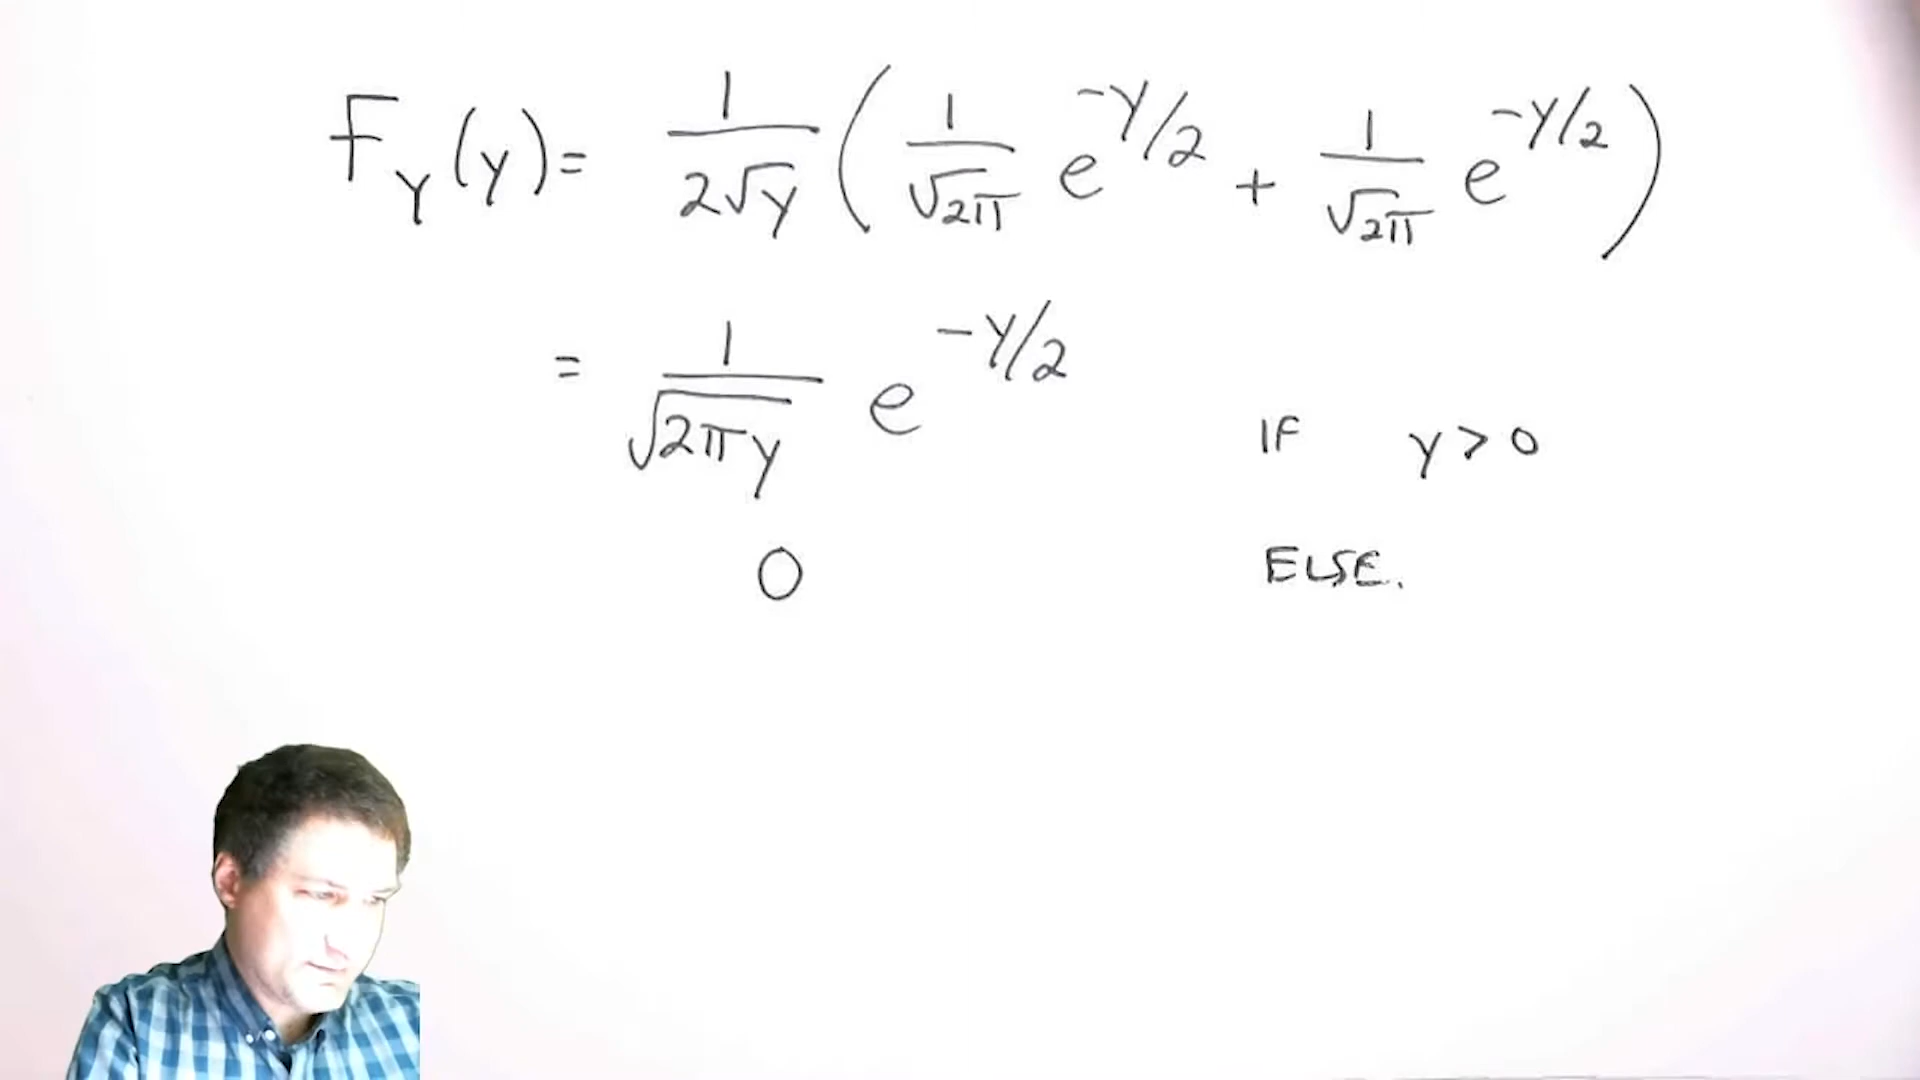 F_Y(y) = 1/(2√y) (1/√2π e^(-y/2) + 1/√2π e^(-y/2))
= 1/√(2πy) e^(-y/2) IF y > 0
0 ELSE.